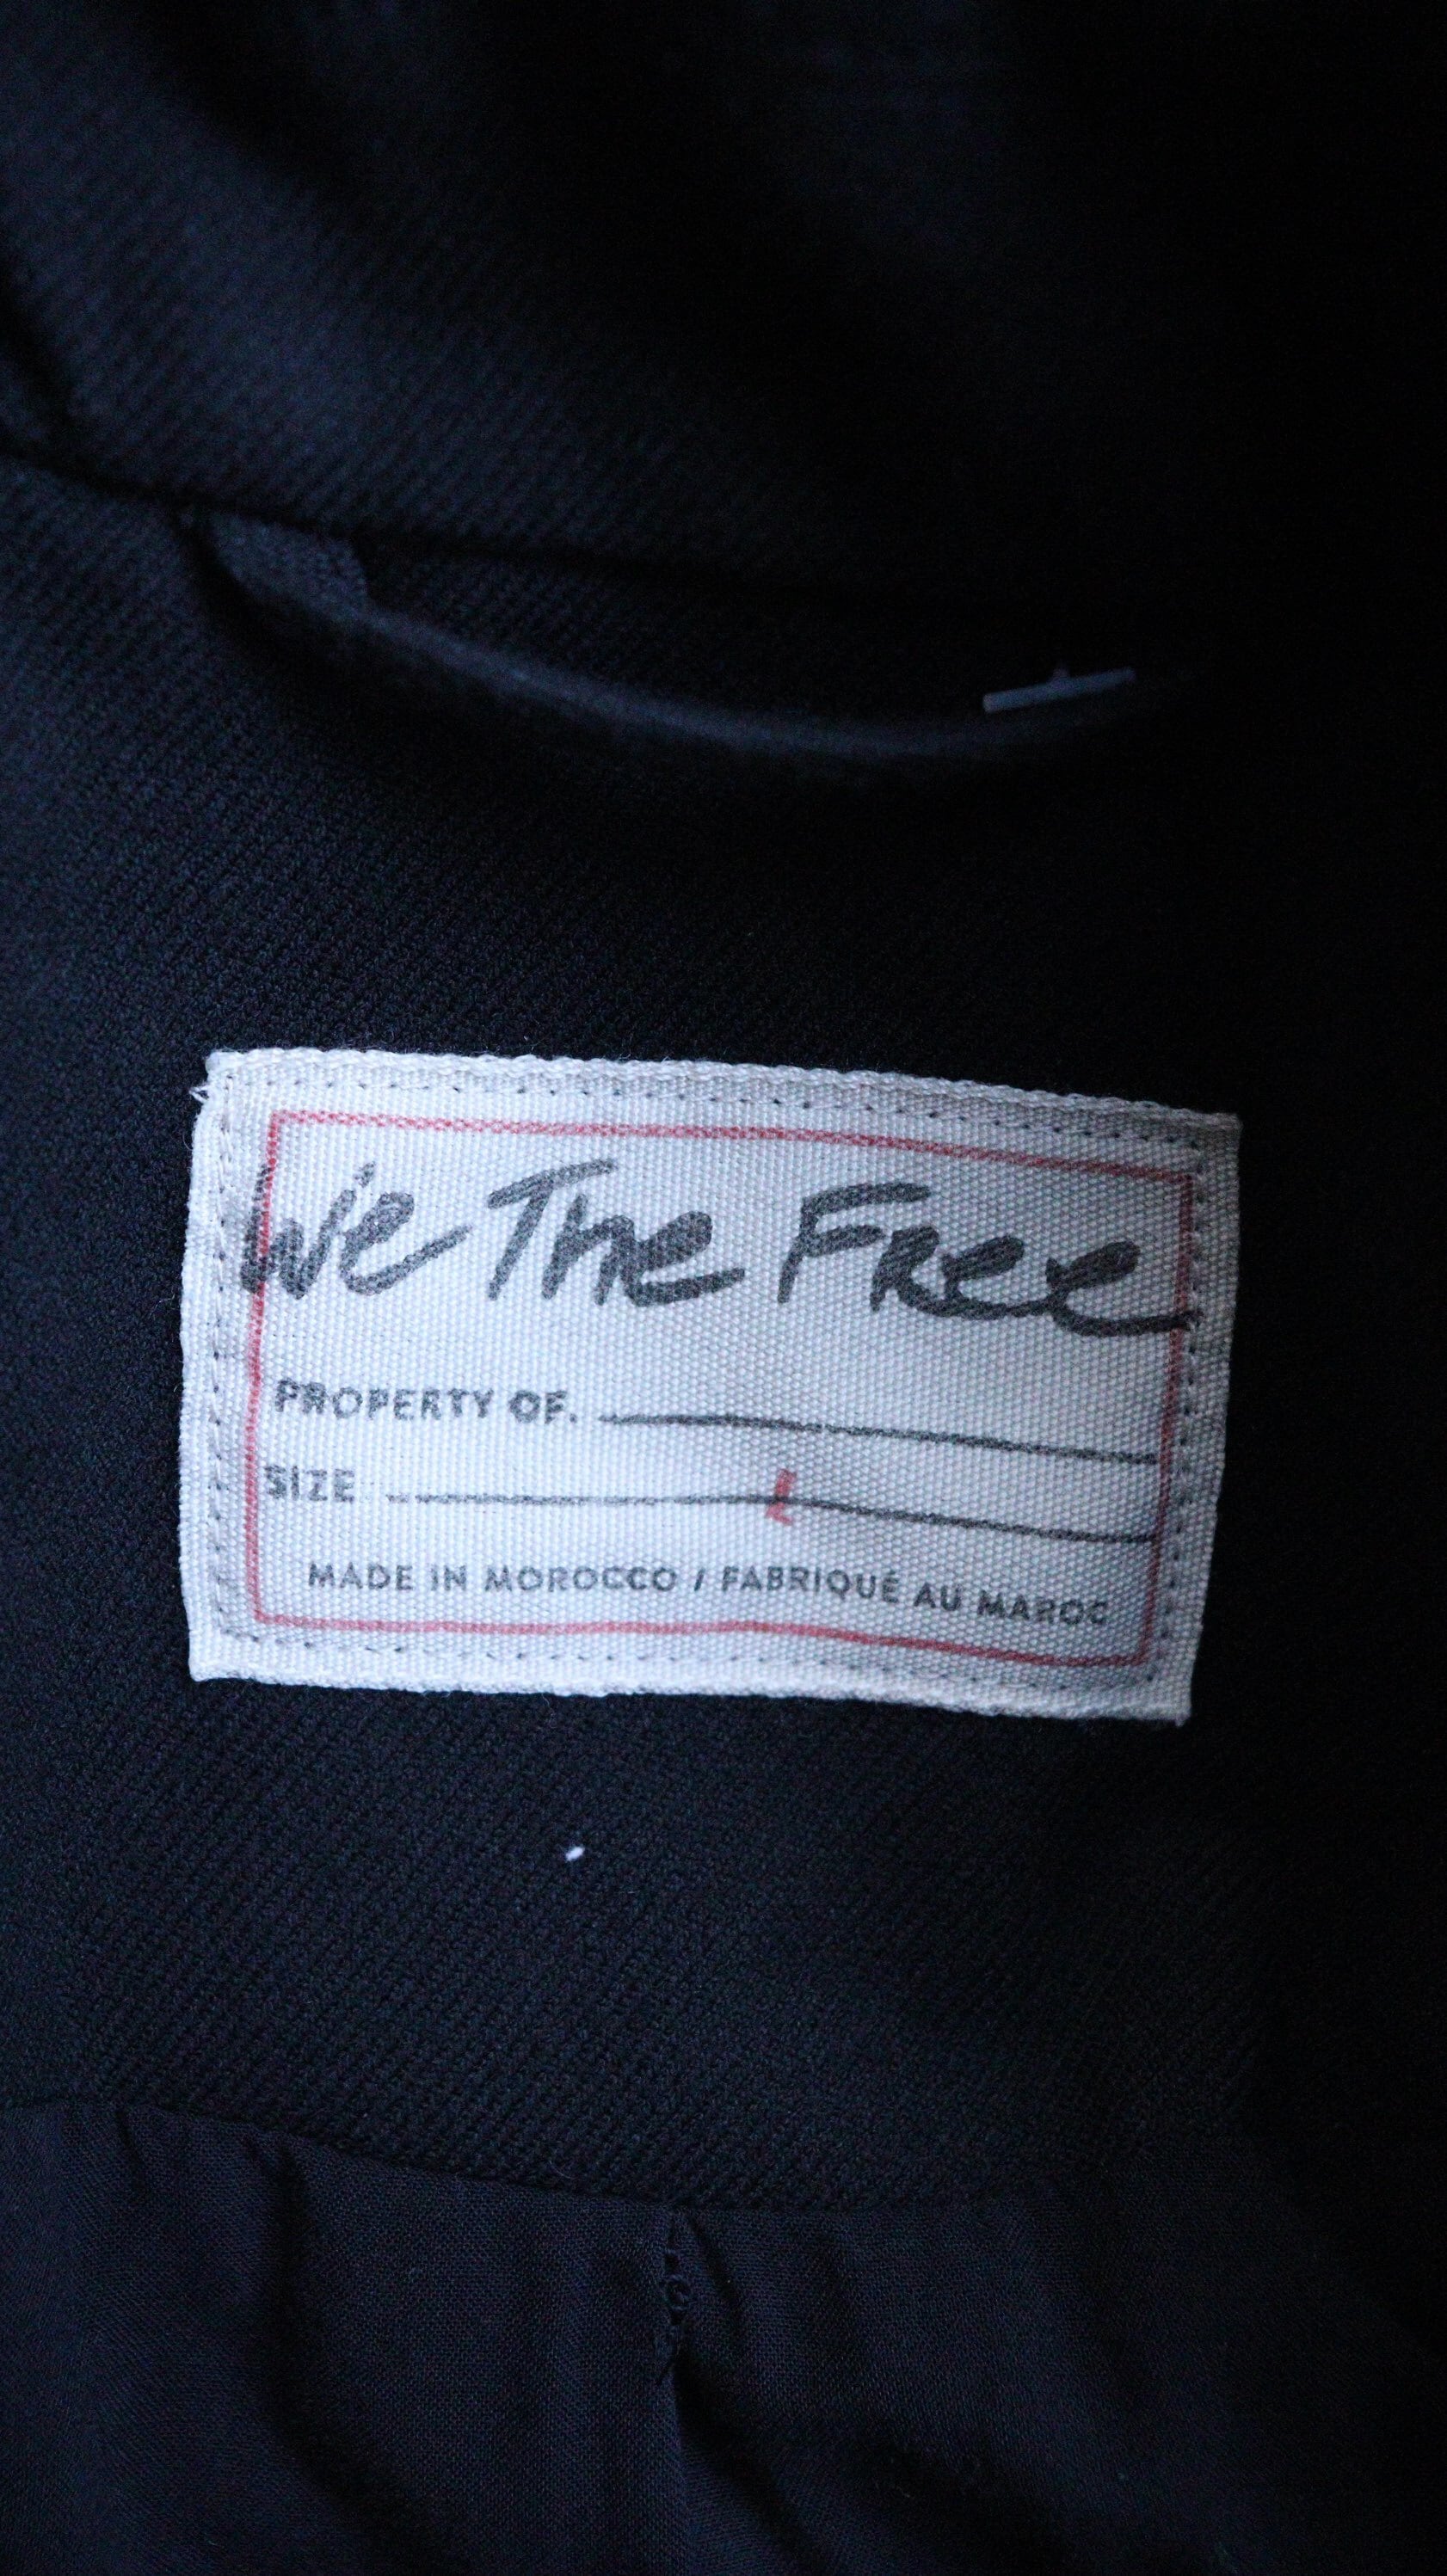 We The Free
PROPERTY OF.
SIZE L
MADE IN MOROCCO / FABRIQUÉ AU MAROC